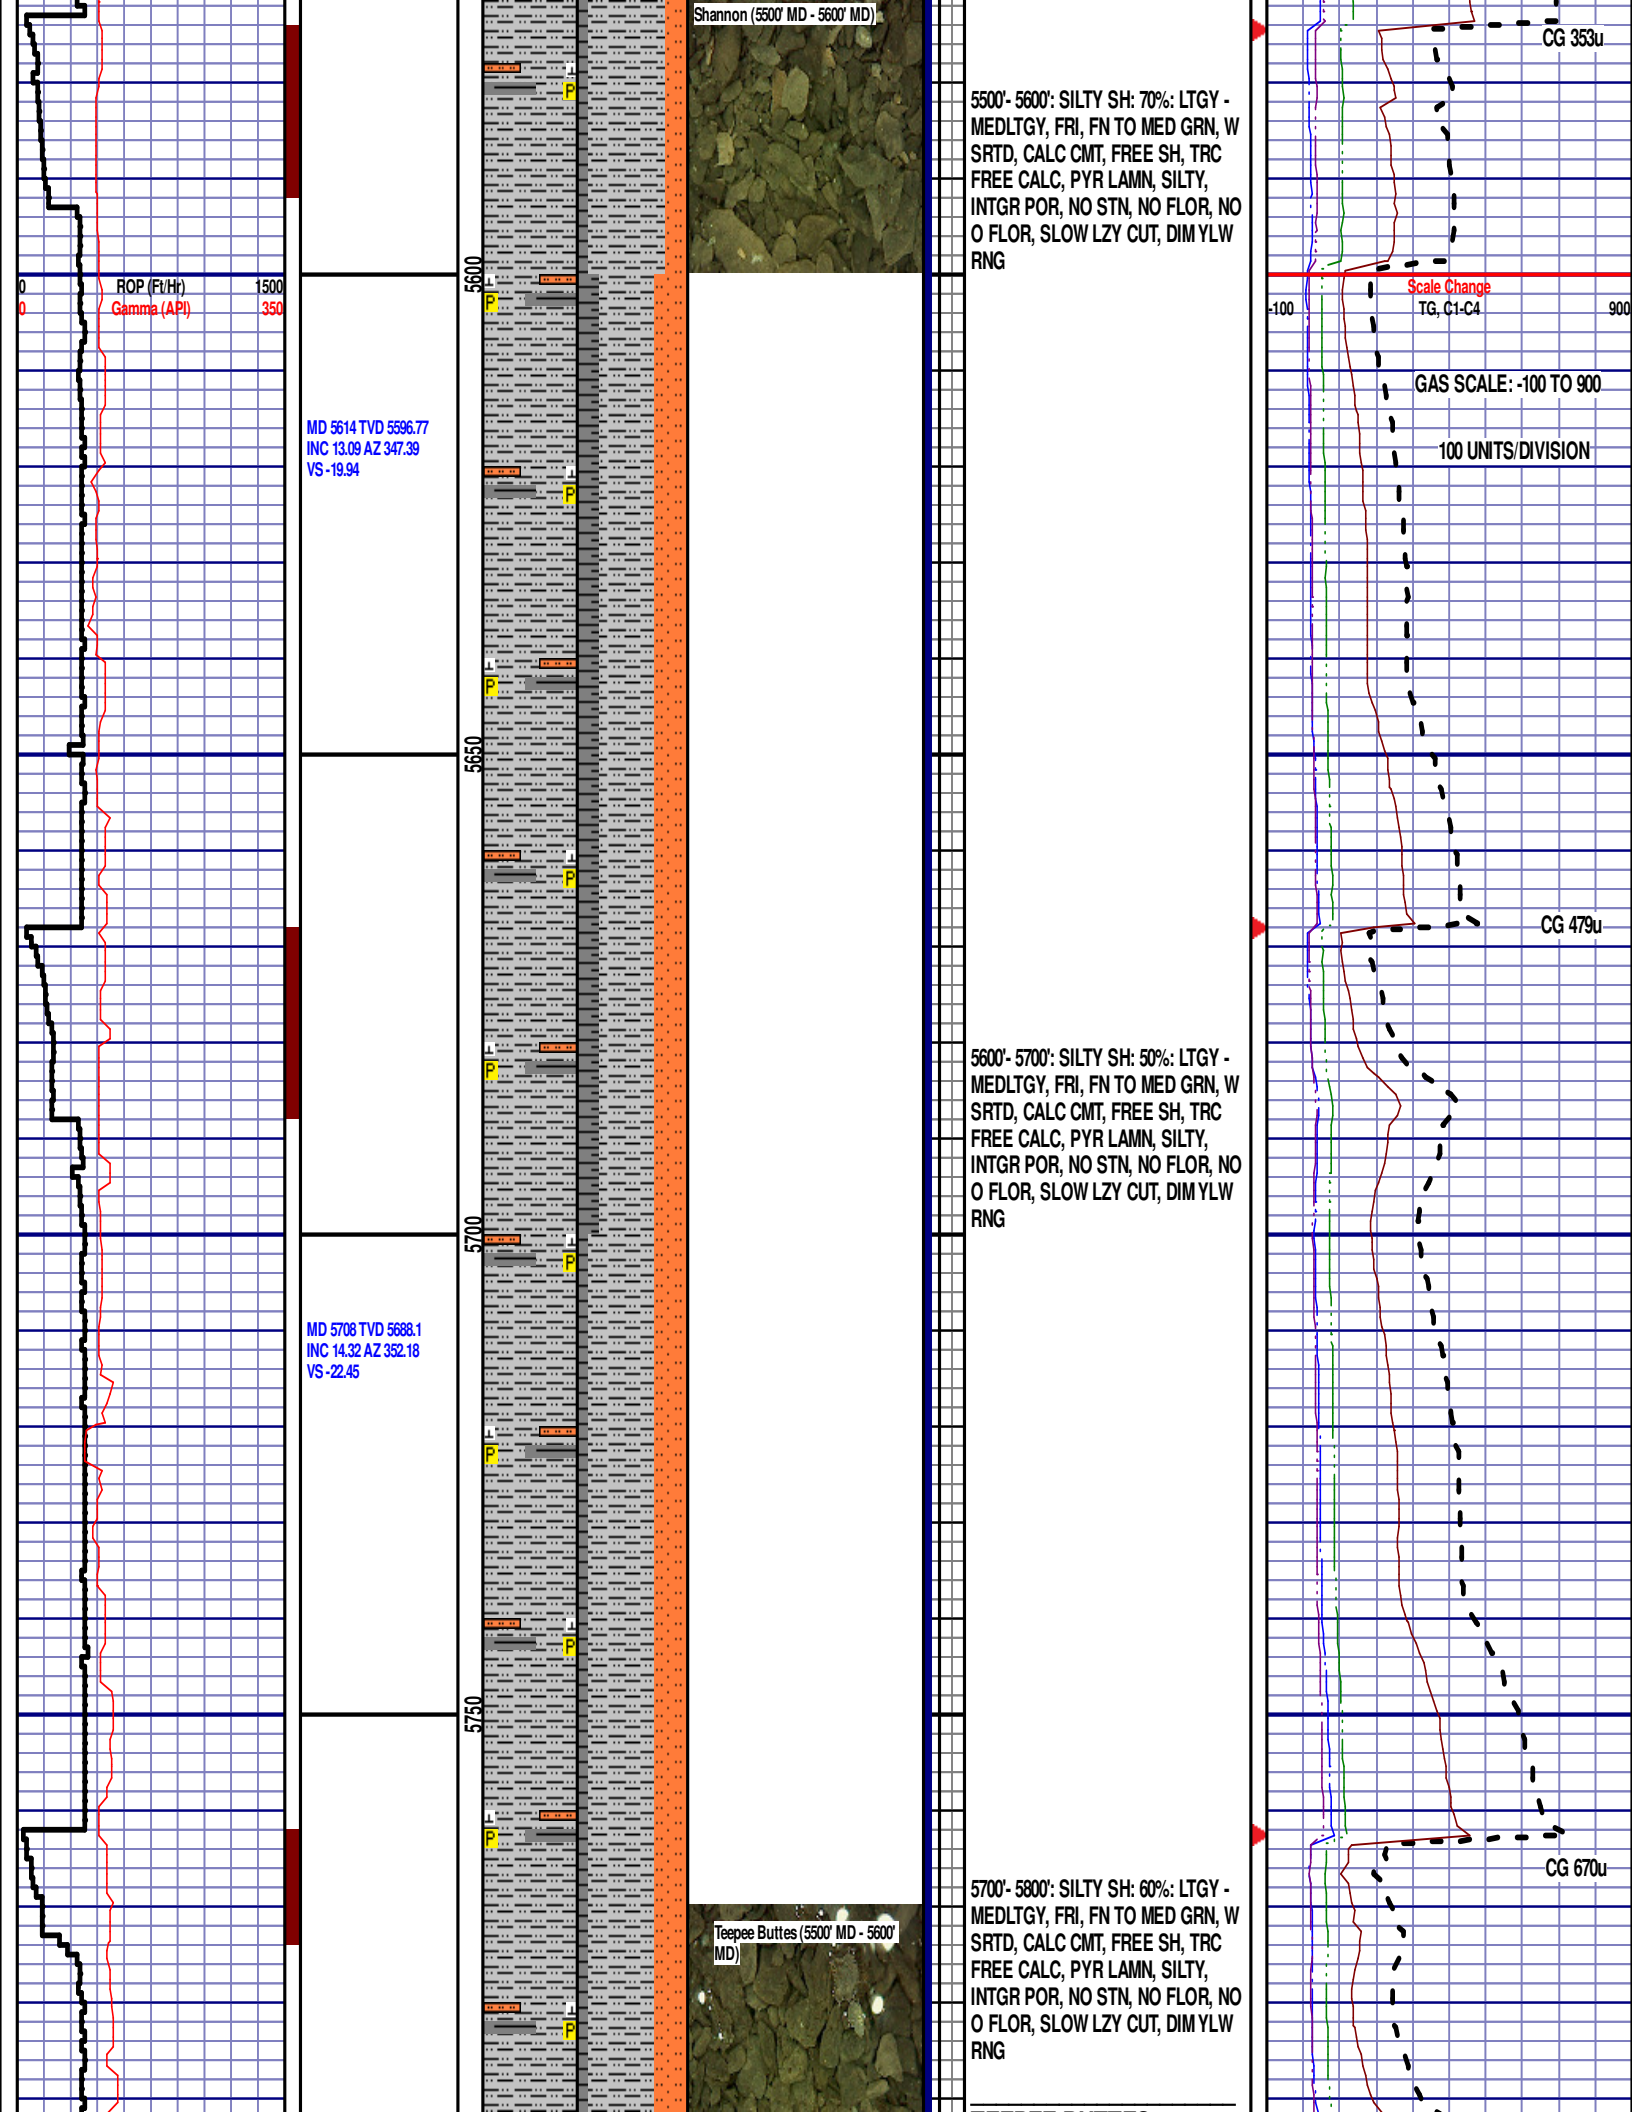 Shannon (5500' MD - 5600' MD)
CG 353u
5500'- 5600': SILTY SH: 70%: LTGY -
MEDLTGY, FRI, FN TO MED GRN, W
SRTD, CALC CMT, FREE SH, TRC
FREE CALC, PYR LAMN, SILTY,
INTGR POR, NO STN, NO FLOR, NO
O FLOR, SLOW LZY CUT, DIM YLW
RNG
P
5600
0 ROP (Ft/Hr) 1500
0 Gamma (API) 350
P
Scale Change
-100 TG, C1-C4 900
GAS SCALE: -100 TO 900
100 UNITS/DIVISION
MD 5614 TVD 5596.77
INC 13.09 AZ 347.39
VS -19.94
P
P
5650
P
CG 479u
5600'- 5700': SILTY SH: 50%: LTGY -
MEDLTGY, FRI, FN TO MED GRN, W
SRTD, CALC CMT, FREE SH, TRC
FREE CALC, PYR LAMN, SILTY,
INTGR POR, NO STN, NO FLOR, NO
O FLOR, SLOW LZY CUT, DIM YLW
RNG
P
5700
P
MD 5708 TVD 5688.1
INC 14.32 AZ 352.18
VS -22.45
P
P
5750
P
CG 670u
5700'- 5800': SILTY SH: 60%: LTGY -
MEDLTGY, FRI, FN TO MED GRN, W
SRTD, CALC CMT, FREE SH, TRC
FREE CALC, PYR LAMN, SILTY,
INTGR POR, NO STN, NO FLOR, NO
O FLOR, SLOW LZY CUT, DIM YLW
RNG
Teepee Buttes (5500' MD - 5600'
MD)
P